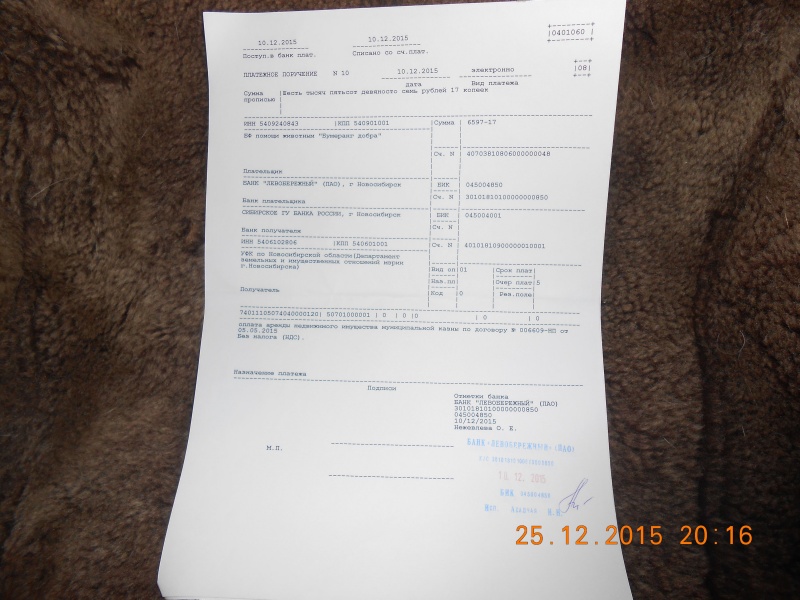 10.12.2015 10.12.2015 |0401060 |
Поступ.в банк плат. Списано со сч.плат.
ПЛАТЕЖНОЕ ПОРУЧЕНИЕ N 10 10.12.2015 электронно |08|
дата Вид платежа
Сумма прописью Шесть тысяч пятьсот девяносто семь рублей 17 копеек
ИНН 5409240843 |КПП 540901001 Сумма 6597-17
БФ помощи животным "Бумеранг добра"
Сч. N 40703810806000000048
Плательщик
БАНК "ЛЕВОБЕРЕЖНЫЙ" (ПАО), г Новосибирск БИК 045004850
Сч. N 30101810100000000850
Банк плательщика
СИБИРСКОЕ ГУ БАНКА РОССИИ, г Новосибирск БИК 045004001
Сч. N
Банк получателя
ИНН 5406102806 |КПП 540601001 Сч. N 40101810900000010001
УФК по Новосибирской области(Департамент
земельных и имущественных отношений мэрии
г.Новосибирска)
Вид оп 01 Срок плат
Наз.пл Очер плат 5
Код 0 Рез.поле
Получатель
74011105074040000120| 50701000001 | 0 | 0 |0 | 0 | 0
оплата аренды недвижимого имущества муниципальной казны по договору № 006609-НП от
05.05.2015
Без налога (НДС).
Назначение платежа
Подписи
Отметки банка
БАНК "ЛЕВОБЕРЕЖНЫЙ" (ПАО)
30101810100000000850
045004850
10/12/2015
О. Е.
М.П.
БАНК «ЛЕВОБЕРЕЖНЫЙ» (ПАО)
12. 2015
БИК 045004850
25.12.2015 20:16